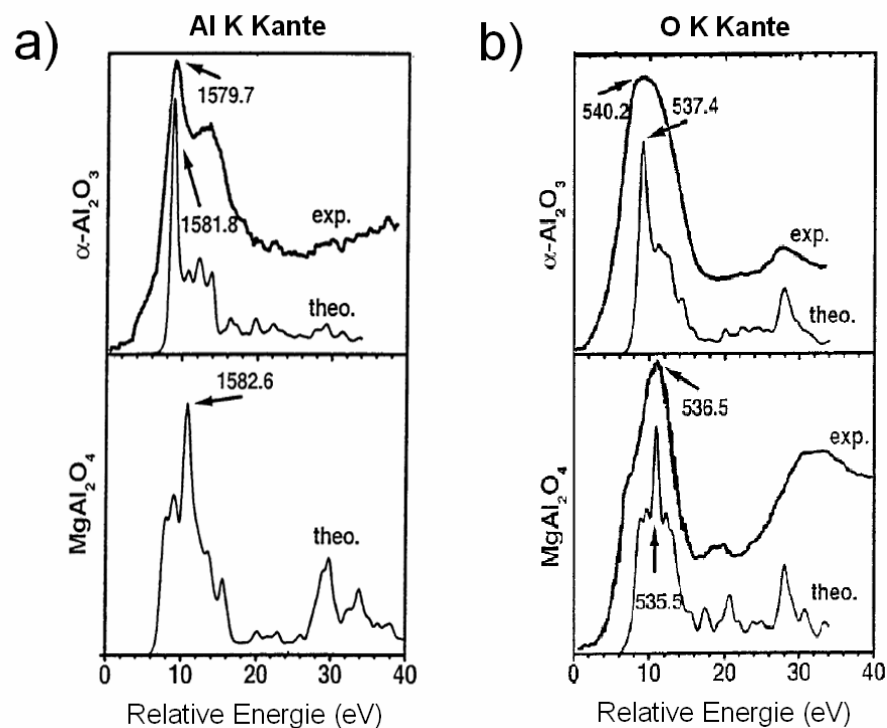 a)
Al K Kante
α-Al₂O₃
1579.7
1581.8
exp.
theo.
MgAl₂O₄
1582.6
theo.
0 10 20 30 40
Relative Energie (eV)
b)
O K Kante
α-Al₂O₃
540.2
537.4
exp.
theo.
MgAl₂O₄
536.5
exp.
535.5
theo.
0 10 20 30 40
Relative Energie (eV)